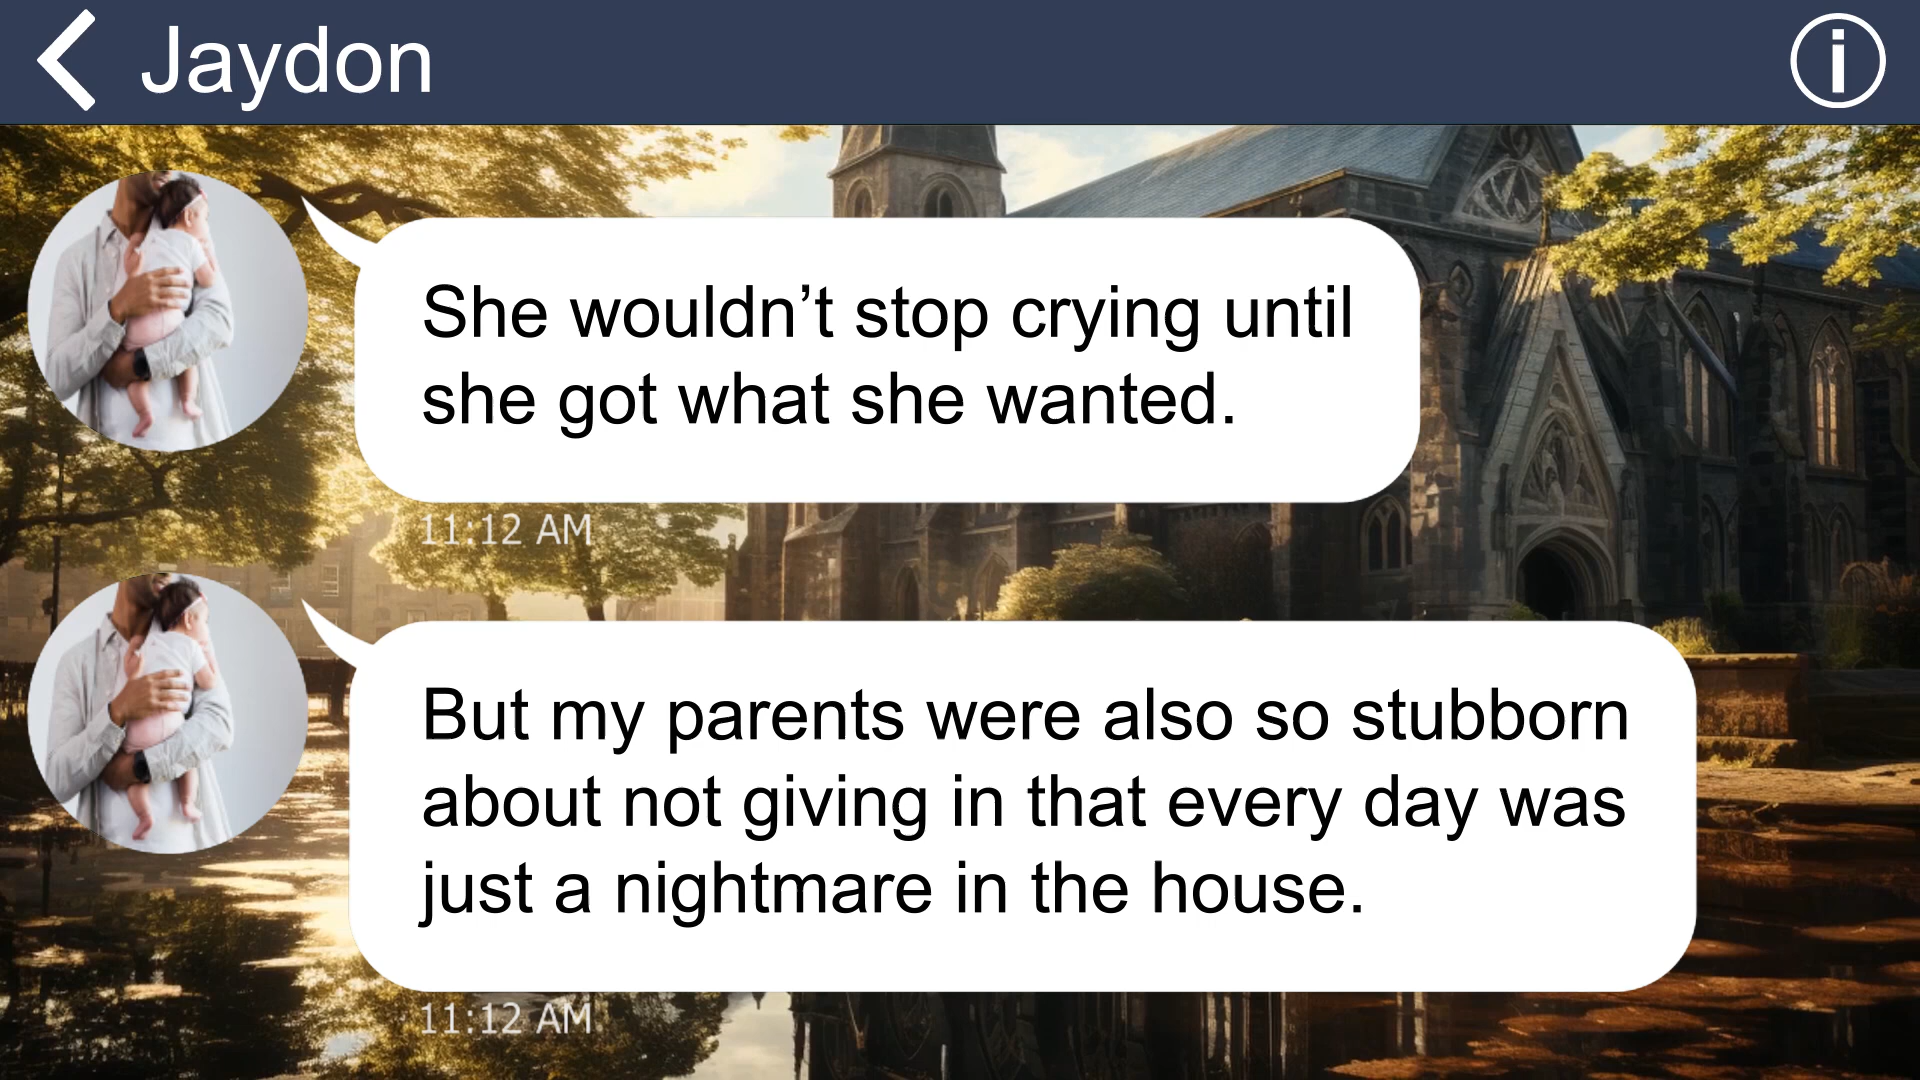 Jaydon
She wouldn’t stop crying until
she got what she wanted.
11:12 AM
But my parents were also so stubborn
about not giving in that every day was
just a nightmare in the house.
11:12 AM